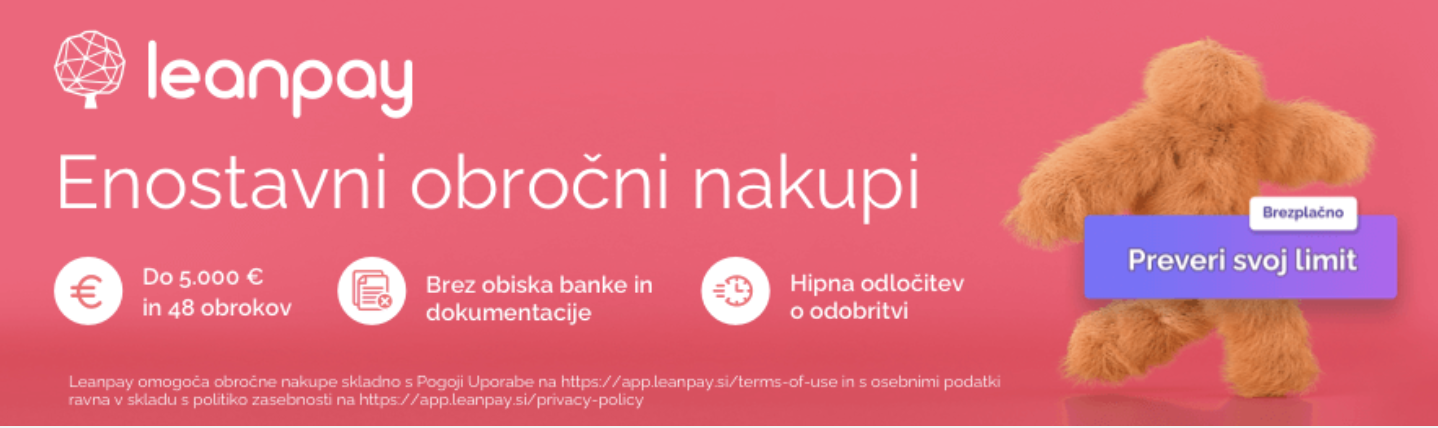 leanpay
Enostavni obročni nakupi
Do 5.000 €
in 48 obrokov
Brez obiska banke in
dokumentacije
Hipna odločitev
o odobritvi
Brezplačno
Preveri svoj limit
Leanpay omogoča obročne nakupe skladno s Pogoji Uporabe na https://app.leanpay.si/terms-of-use in s osebnimi podatki
ravna v skladu s politiko zasebnosti na https://app.leanpay.si/privacy-policy